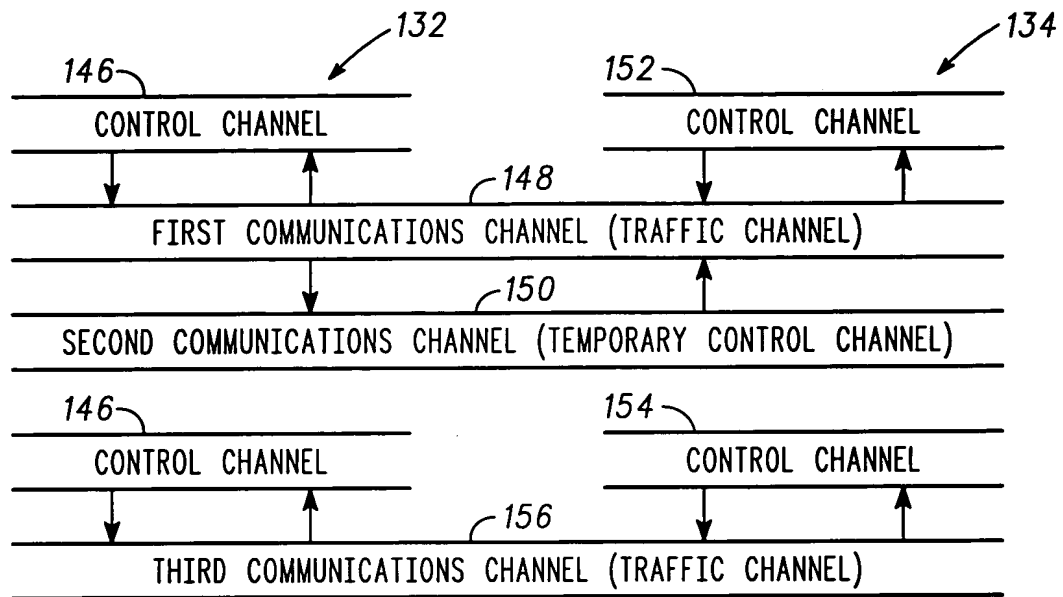 132
134
146
152
CONTROL CHANNEL
CONTROL CHANNEL
148
FIRST COMMUNICATIONS CHANNEL (TRAFFIC CHANNEL)
150
SECOND COMMUNICATIONS CHANNEL (TEMPORARY CONTROL CHANNEL)
146
154
CONTROL CHANNEL
CONTROL CHANNEL
156
THIRD COMMUNICATIONS CHANNEL (TRAFFIC CHANNEL)